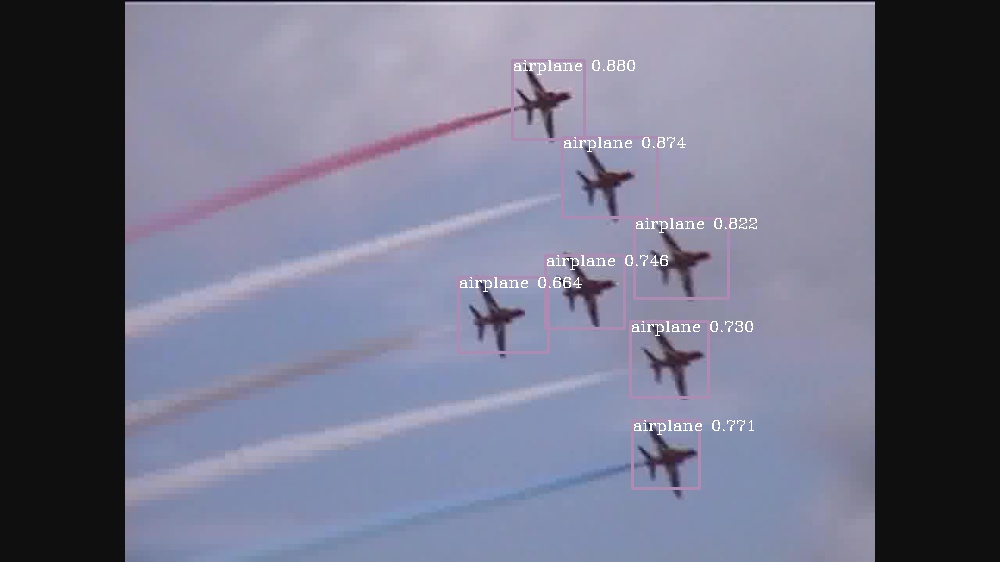 airplane 0.880
airplane 0.874
airplane 0.822
airplane 0.746
airplane 0.664
airplane 0.730
airplane 0.771